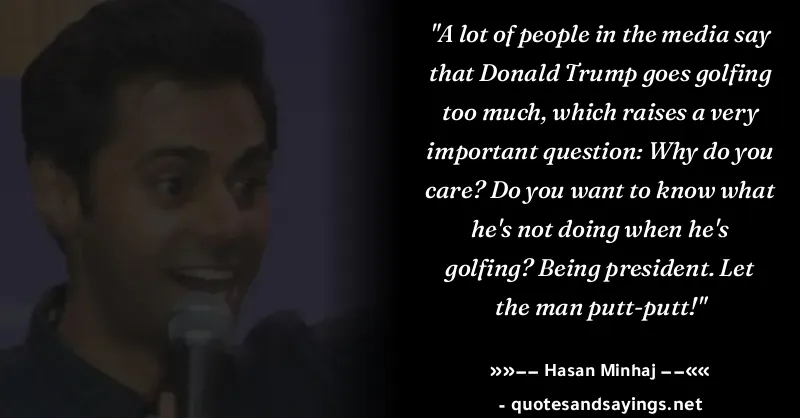 "A lot of people in the media say
that Donald Trump goes golfing
too much, which raises a very
important question: Why do you
care? Do you want to know what
he's not doing when he's
golfing? Being president. Let
the man putt-putt!"
»»−− Hasan Minhaj −−««
- quotesandsayings.net